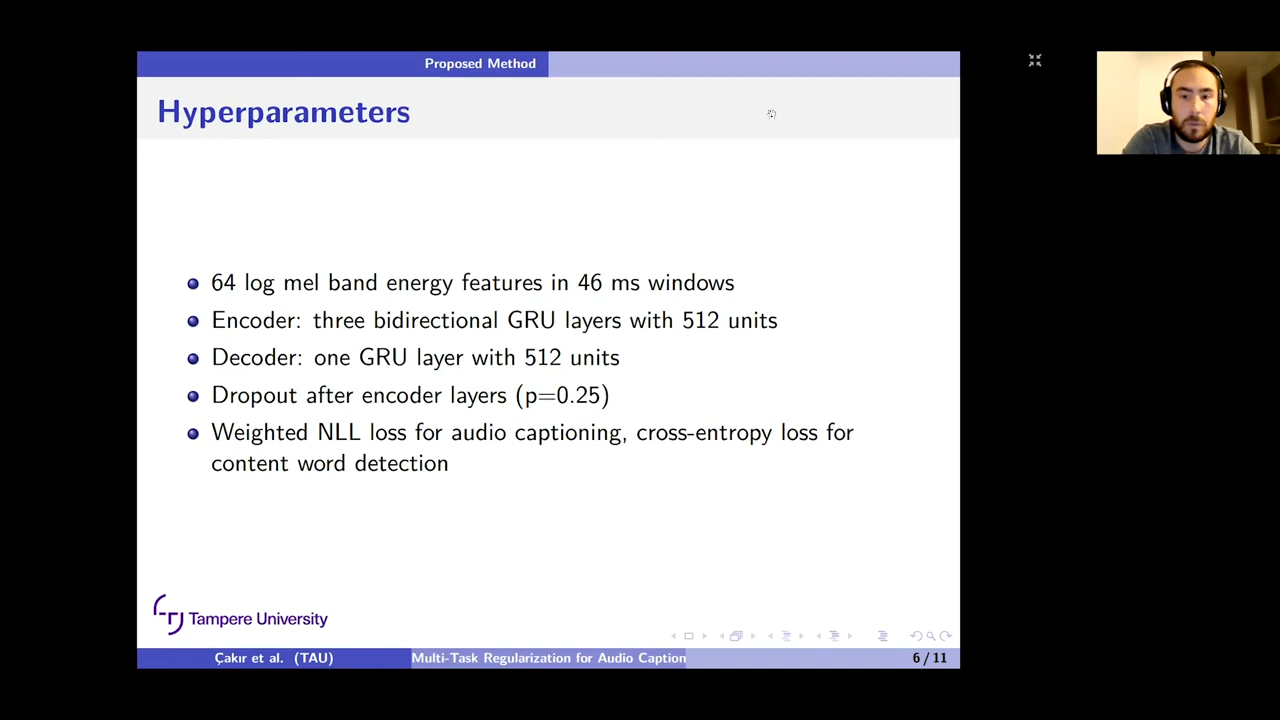 Proposed Method
Hyperparameters
64 log mel band energy features in 46 ms windows
Encoder: three bidirectional GRU layers with 512 units
Decoder: one GRU layer with 512 units
Dropout after encoder layers (p=0.25)
Weighted NLL loss for audio captioning, cross-entropy loss for
content word detection
Tampere University
Çakır et al. (TAU)
Multi-Task Regularization for Audio Caption
6 / 11